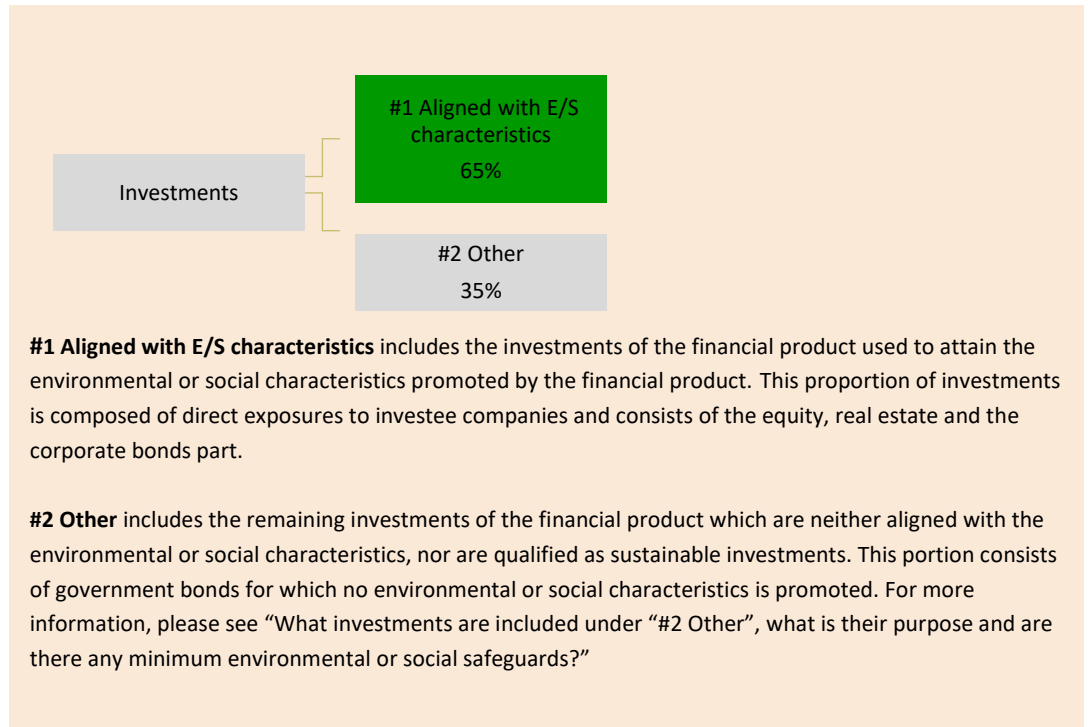 #1 Aligned with E/S
characteristics
65%
Investments
#2 Other
35%
#1 Aligned with E/S characteristics includes the investments of the financial product used to attain the
environmental or social characteristics promoted by the financial product. This proportion of investments
is composed of direct exposures to investee companies and consists of the equity, real estate and the
corporate bonds part.
#2 Other includes the remaining investments of the financial product which are neither aligned with the
environmental or social characteristics, nor are qualified as sustainable investments. This portion consists
of government bonds for which no environmental or social characteristics is promoted. For more
information, please see “What investments are included under “#2 Other”, what is their purpose and are
there any minimum environmental or social safeguards?”